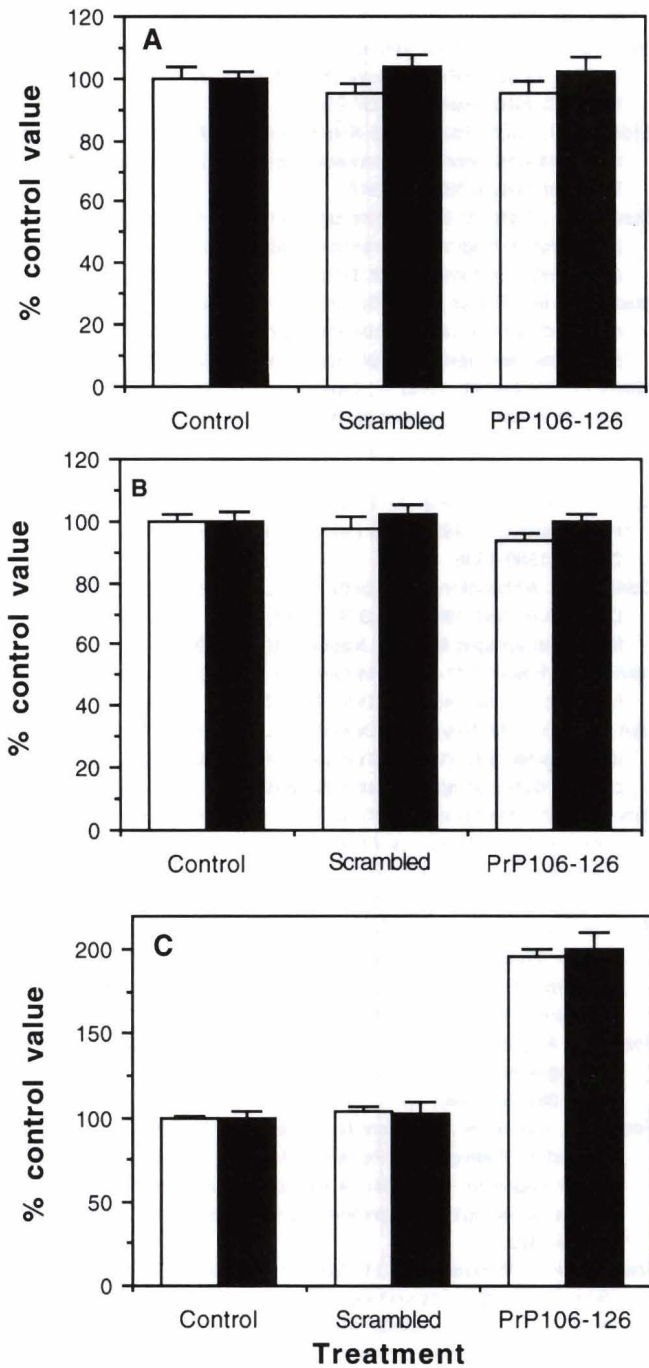 A
120
100
80
60
40
20
0
% control value
Control Scrambled PrP106-126
B
120
100
80
60
40
20
0
% control value
Control Scrambled PrP106-126
C
200
150
100
50
0
% control value
Control Scrambled PrP106-126
Treatment